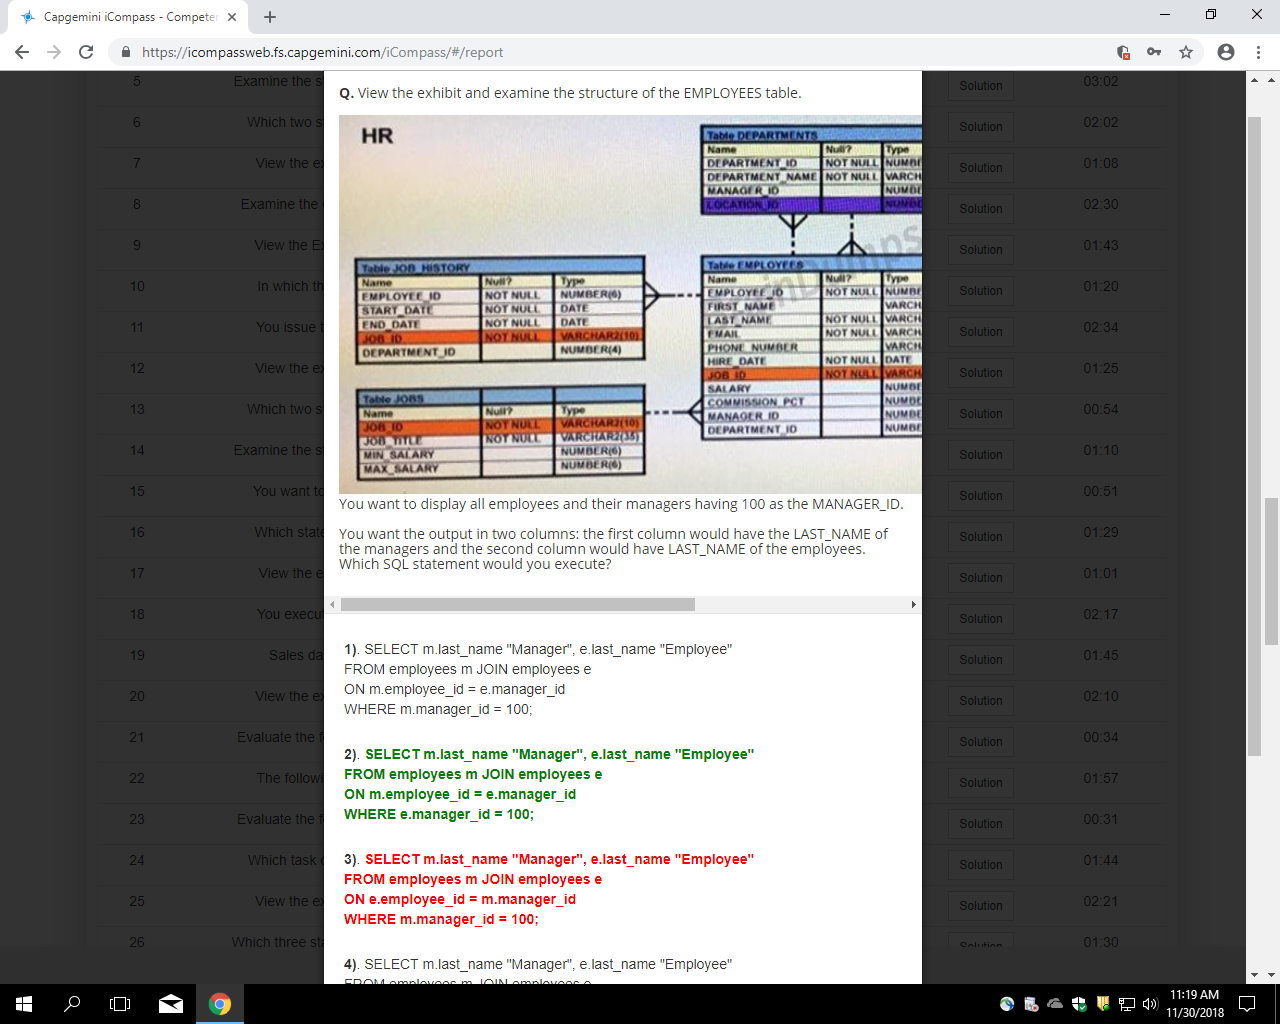 Capgemini iCompass - Competen
https://icompassweb.fs.capgemini.com/iCompass/#/report
5 Examine the s Solution 03:02
6 Which two s Solution 02:02
7 View the ex Solution 01:08
8 Examine the Solution 02:30
9 View the E Solution 01:43
10 In which th Solution 01:20
11 You issue t Solution 02:34
12 View the ex Solution 01:25
13 Which two s Solution 00:54
14 Examine the s Solution 01:10
15 You want to Solution 00:51
16 Which state Solution 01:29
17 View the e Solution 01:01
18 You execu Solution 02:17
19 Sales da Solution 01:45
20 View the ex Solution 02:10
21 Evaluate the f Solution 00:34
22 The followi Solution 01:57
23 Evaluate the f Solution 00:31
24 Which task Solution 01:44
25 View the e Solution 02:21
26 Which three st Solution 01:30
Q. View the exhibit and examine the structure of the EMPLOYEES table.
HR
Table DEPARTMENTS
Name Null? Type
DEPARTMENT_ID NOT NULL NUMBE
DEPARTMENT_NAME NOT NULL VARCH
MANAGER_ID NUMBE
LOCATION_ID NUMBE
Table JOB_HISTORY
Name Null? Type
EMPLOYEE_ID NOT NULL NUMBER(6)
START_DATE NOT NULL DATE
END_DATE NOT NULL DATE
JOB_ID NOT NULL VARCHAR2(10)
DEPARTMENT_ID NUMBER(4)
Table EMPLOYEES
Name Null? Type
EMPLOYEE_ID NOT NULL NUMBE
FIRST_NAME VARCH
LAST_NAME NOT NULL VARCH
EMAIL NOT NULL VARCH
PHONE_NUMBER VARCH
HIRE_DATE NOT NULL DATE
JOB_ID NOT NULL VARCH
SALARY NUMBE
COMMISSION_PCT NUMBE
MANAGER_ID NUMBE
DEPARTMENT_ID NUMBE
Table JOBS
Name Null? Type
JOB_ID NOT NULL VARCHAR2(10)
JOB_TITLE NOT NULL VARCHAR2(35)
MIN_SALARY NUMBER(6)
MAX_SALARY NUMBER(6)
You want to display all employees and their managers having 100 as the MANAGER_ID.
You want the output in two columns: the first column would have the LAST_NAME of
the managers and the second column would have LAST_NAME of the employees.
Which SQL statement would you execute?
1). SELECT m.last_name "Manager", e.last_name "Employee"
FROM employees m JOIN employees e
ON m.employee_id = e.manager_id
WHERE m.manager_id = 100;
2). SELECT m.last_name "Manager", e.last_name "Employee"
FROM employees m JOIN employees e
ON m.employee_id = e.manager_id
WHERE e.manager_id = 100;
3). SELECT m.last_name "Manager", e.last_name "Employee"
FROM employees m JOIN employees e
ON e.employee_id = m.manager_id
WHERE m.manager_id = 100;
4). SELECT m.last_name "Manager", e.last_name "Employee"
FROM employees m JOIN employees e
11:19 AM
11/30/2018